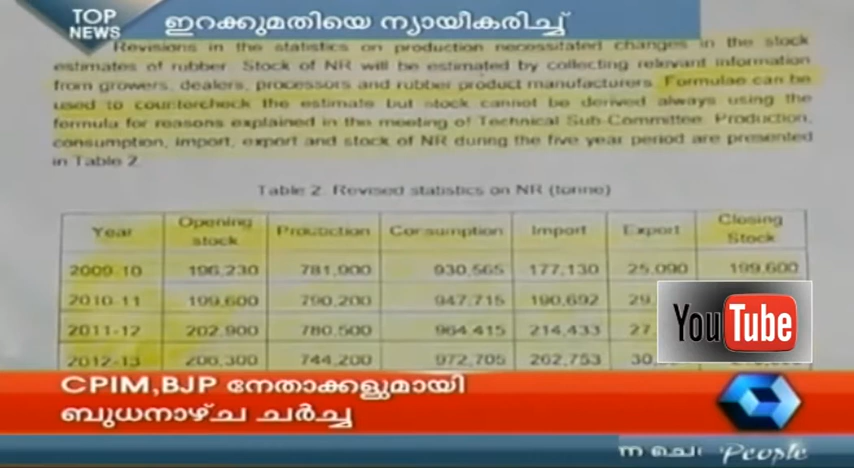 TOP
NEWS
ഇറക്കുമതിയെ ന്യായീകരിച്ച്
Revisions in the statistics on production necessitated changes in the stock
estimates of rubber. Stock of NR will be estimated by collecting relevant information
from growers, dealers, processors and rubber product manufacturers. Formulae can be
used to countercheck the estimate but stock cannot be derived always using the
formula for reasons explained in the meeting of Technical Sub-Committee. Production,
consumption, import, export and stock of NR during the five year period are presented
in Table 2.
Table 2. Revised statistics on NR (tonne)
Year Opening stock Production Consumption Import Export Closing Stock
2009-10 196,230 781,000 930,565 177,130 25,090 199,600
2010-11 199,600 790,200 947,715 190,692 29,
2011-12 202,900 780,500 964,415 214,433 27,
2012-13 206,300 744,200 972,705 262,753 30,
YouTube
CPIM,BJP നേതാക്കളുമായി
ബുധനാഴ്ച ചർച്ച
ന ചെ
People